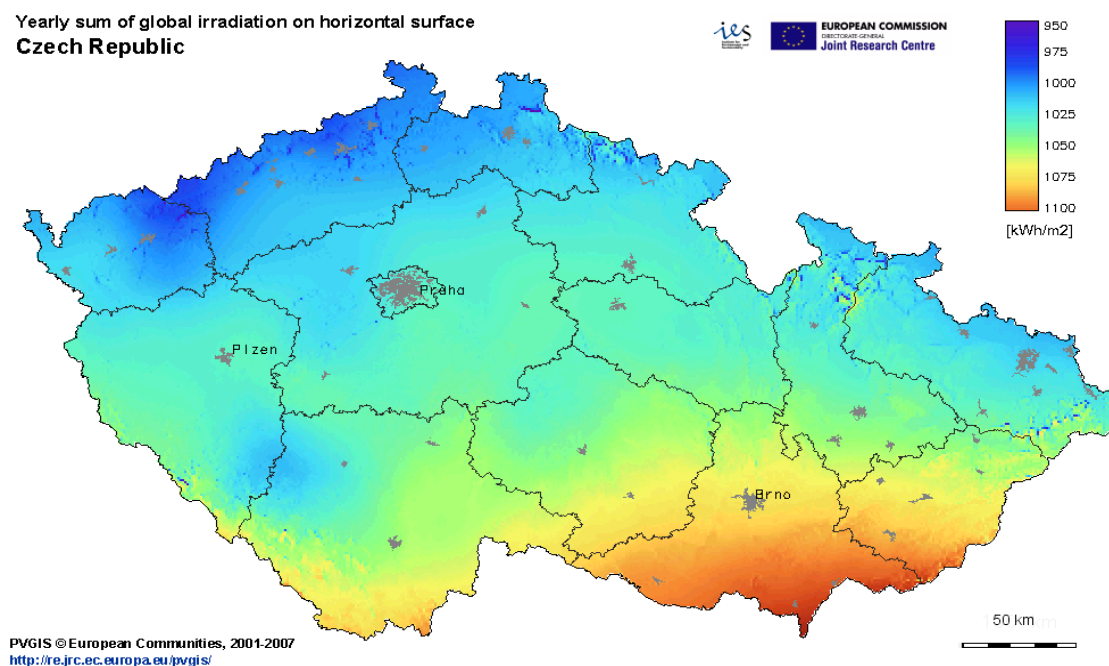 Yearly sum of global irradiation on horizontal surface
Czech Republic
ies
EUROPEAN COMMISSION
DIRECTORATE-GENERAL
Joint Research Centre
950
975
1000
1025
1050
1075
1100
[kWh/m2]
Praha
Plzen
Brno
50 km
PVGIS © European Communities, 2001-2007
http://re.jrc.ec.europa.eu/pvgis/